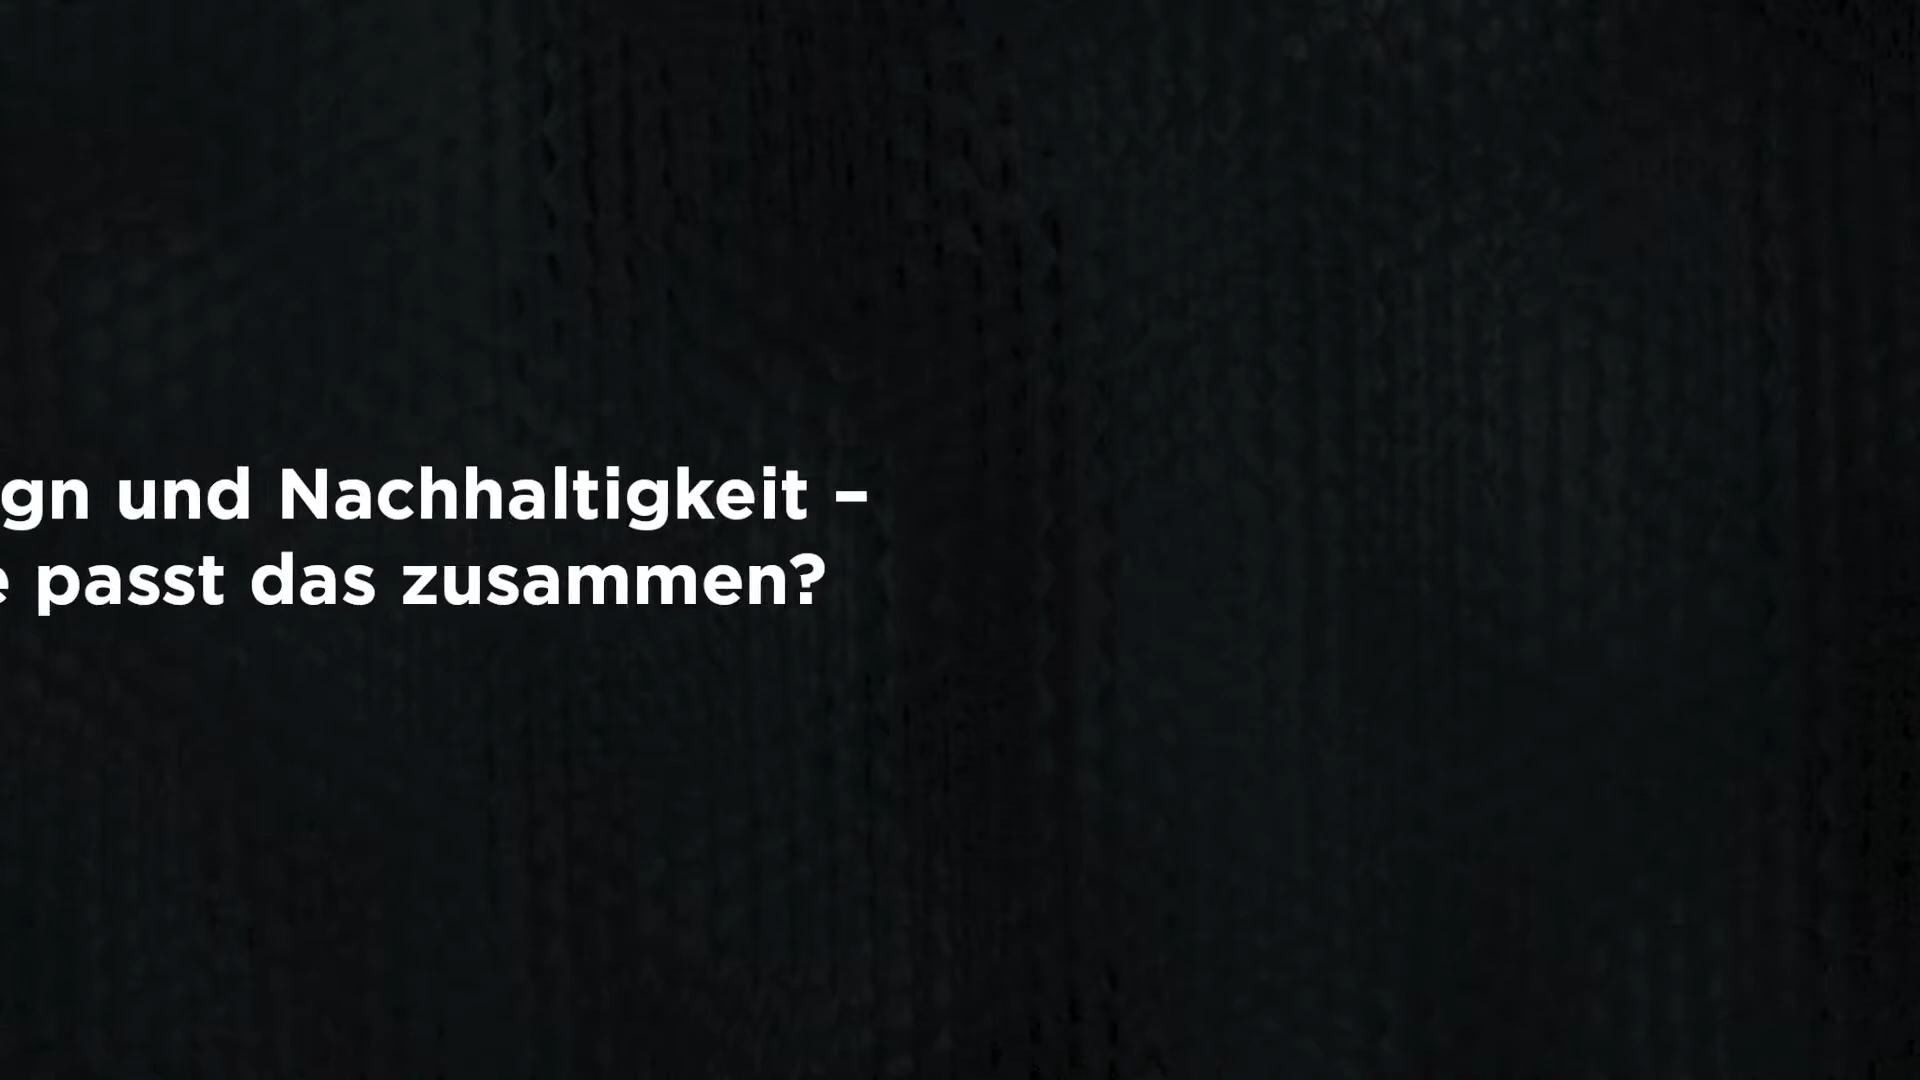 gn und Nachhaltigkeit –
passt das zusammen?